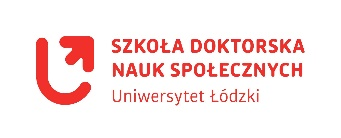 SZKOŁA DOKTORSKA
NAUK SPOŁECZNYCH
Uniwersytet Łódzki